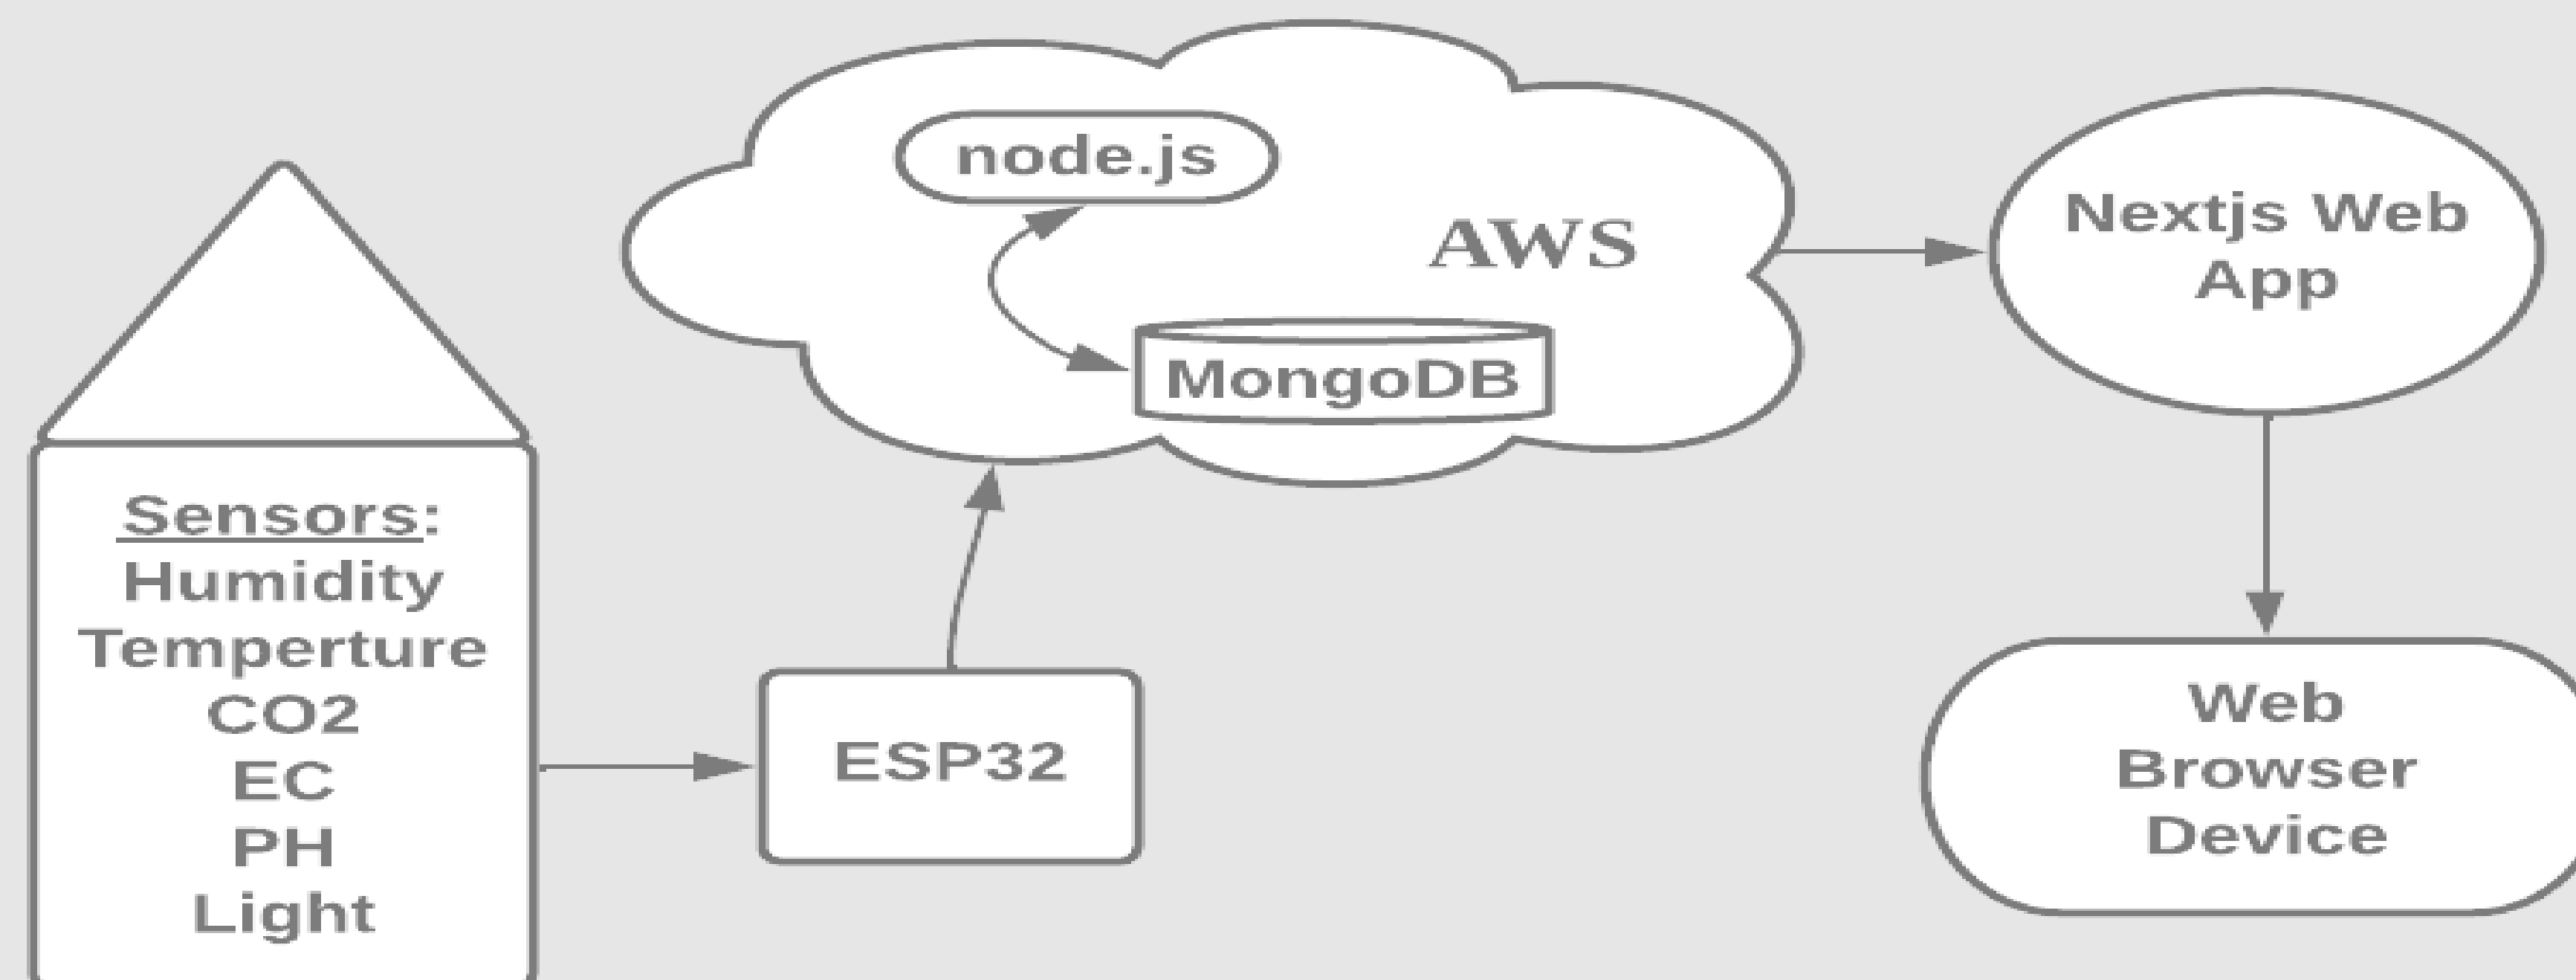 node.js
AWS
MongoDB
Nextjs Web
App
Sensors:
Humidity
Temperture
CO2
EC
PH
Light
ESP32
Web
Browser
Device